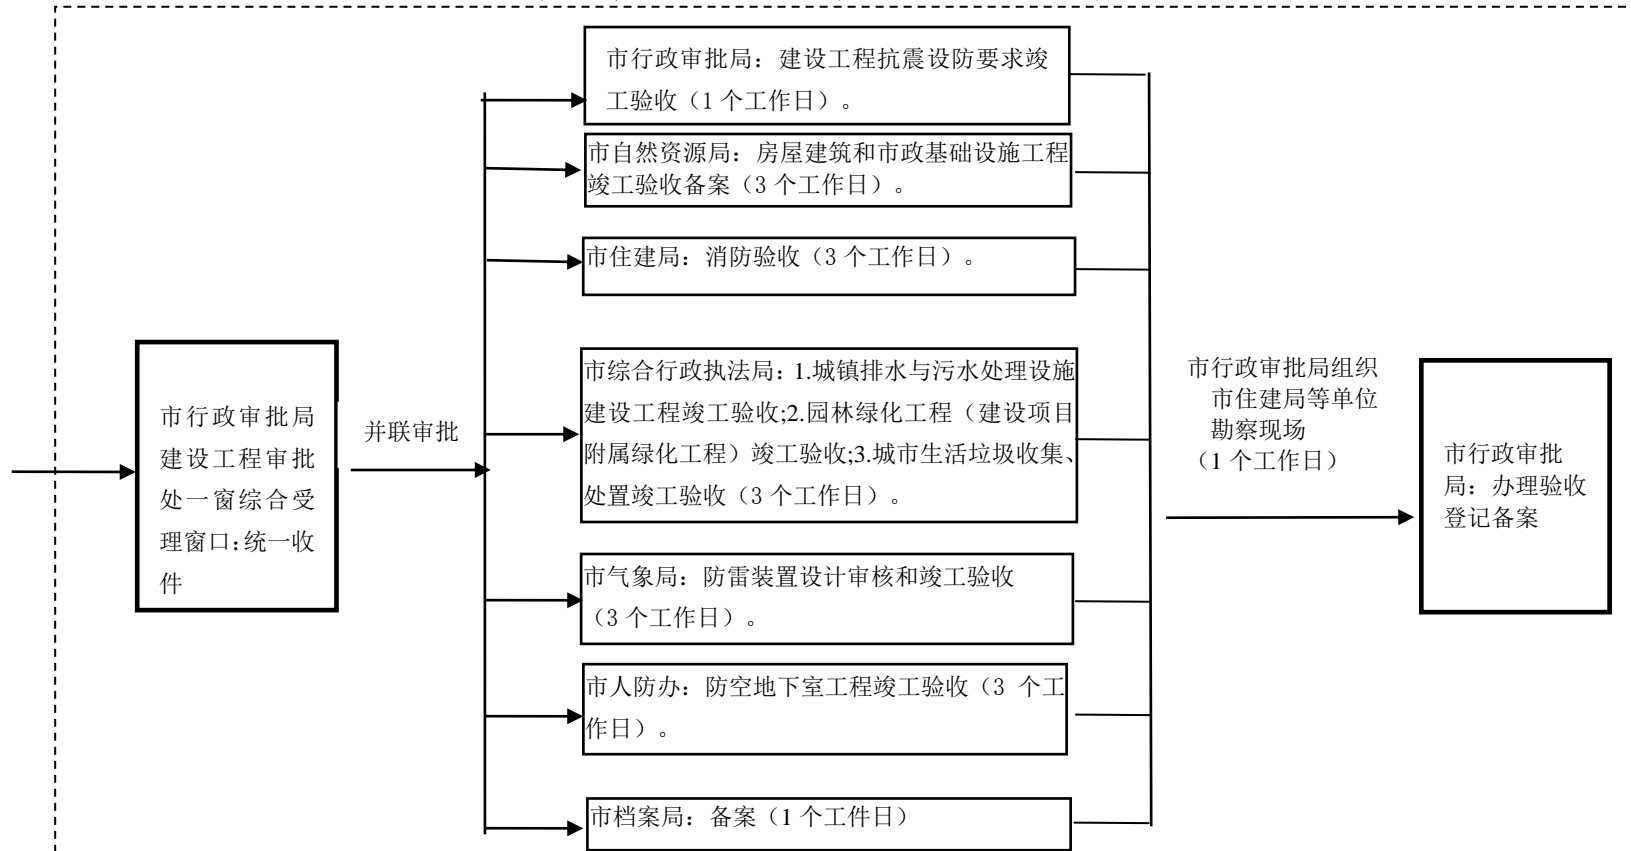 市行政审批局
建设工程审批
处一窗综合受
理窗口:统一收
件
并联审批
市行政审批局：建设工程抗震设防要求竣
工验收（1 个工作日）。
市自然资源局：房屋建筑和市政基础设施工程
竣工验收备案（3 个工作日）。
市住建局：消防验收（3 个工作日）。
市综合行政执法局：1.城镇排水与污水处理设施
建设工程竣工验收;2.园林绿化工程（建设项目
附属绿化工程）竣工验收;3.城市生活垃圾收集、
处置竣工验收（3 个工作日）。
市气象局：防雷装置设计审核和竣工验收
（3 个工作日）。
市人防办：防空地下室工程竣工验收（3 个工
作日）。
市档案局：备案（1 个工件日）
市行政审批局组织
市住建局等单位
勘察现场
（1 个工作日）
市行政审批
局：办理验收
登记备案